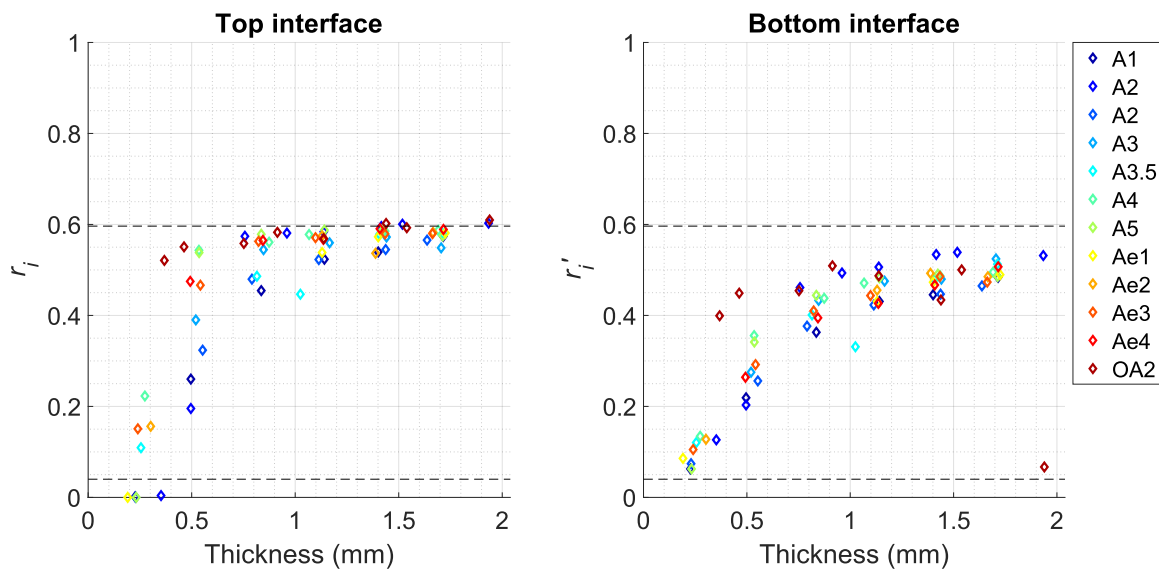 Top interface
Bottom interface
1
0.8
0.6
0.4
0.2
0
0
0.5
1
1.5
2
Thickness (mm)
rᵢ
1
0.8
0.6
0.4
0.2
0
0
0.5
1
1.5
2
Thickness (mm)
rᵢ'
A1
A2
A2
A3
A3.5
A4
A5
Ae1
Ae2
Ae3
Ae4
OA2